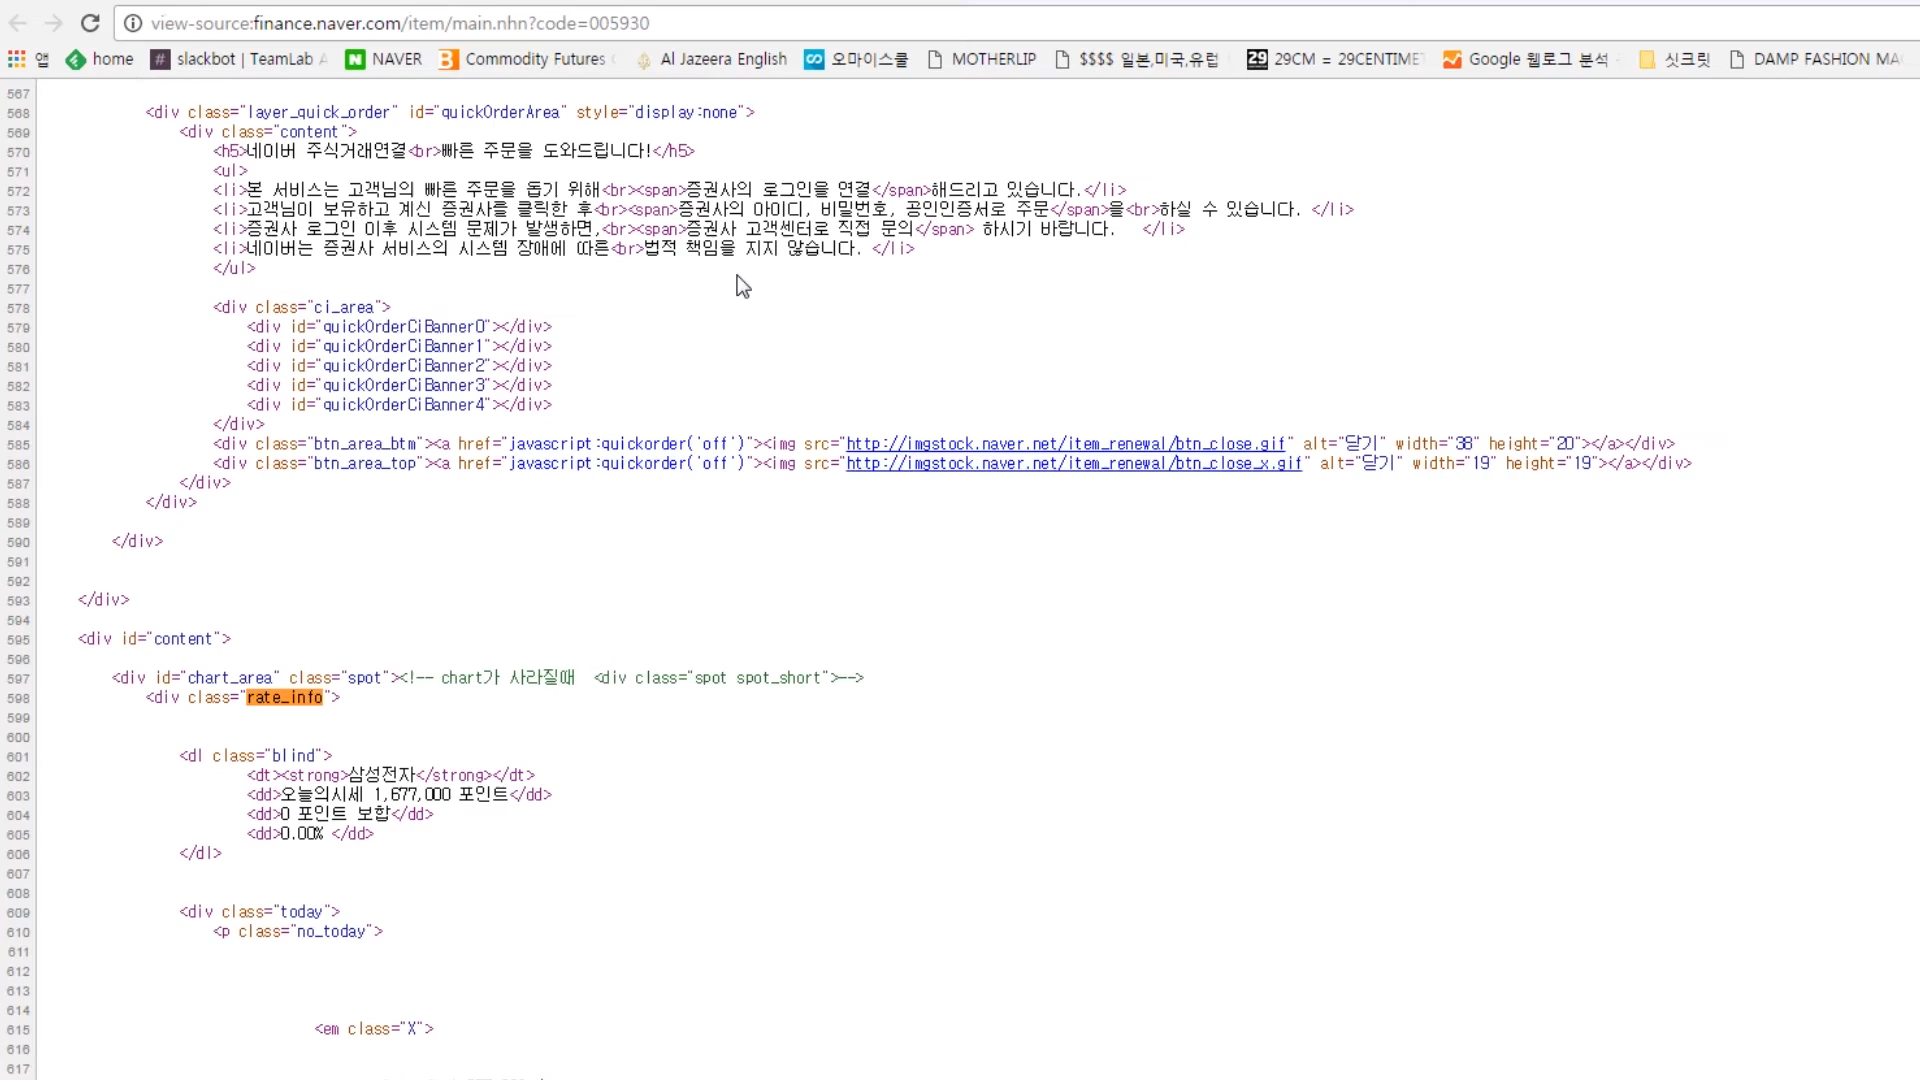 view-source:finance.naver.com/item/main.nhn?code=005930
앱 home slackbot | TeamLab NAVER Commodity Futures Al Jazeera English 오마이스쿨 MOTHERLIP $$$$ 일본,미국,유럽 29CM = 29CENTIME Google 웹로그 분석 싯크릿 DAMP FASHION MA
567
568 <div class="layer_quick_order" id="quickOrderArea" style="display:none">
569 <div class="content">
570 <h5>네이버 주식거래연결<br>빠른 주문을 도와드립니다!</h5>
571 <ul>
572 <li>본 서비스는 고객님의 빠른 주문을 돕기 위해<br><span>증권사의 로그인을 연결</span>해드리고 있습니다.</li>
573 <li>고객님이 보유하고 계신 증권사를 클릭한 후<br><span>증권사의 아이디, 비밀번호, 공인인증서로 주문</span>을<br>하실 수 있습니다. </li>
574 <li>증권사 로그인 이후 시스템 문제가 발생하면,<br><span>증권사 고객센터로 직접 문의</span> 하시기 바랍니다. </li>
575 <li>네이버는 증권사 서비스의 시스템 장애에 따른<br>법적 책임을 지지 않습니다. </li>
576 </ul>
577
578 <div class="ci_area">
579 <div id="quickOrderCiBanner0"></div>
580 <div id="quickOrderCiBanner1"></div>
581 <div id="quickOrderCiBanner2"></div>
582 <div id="quickOrderCiBanner3"></div>
583 <div id="quickOrderCiBanner4"></div>
584 </div>
585 <div class="btn_area_btm"><a href="javascript:quickorder('off')"><img src="http://imgstock.naver.net/item_renewal/btn_close.gif" alt="닫기" width="38" height="20"></a></div>
586 <div class="btn_area_top"><a href="javascript:quickorder('off')"><img src="http://imgstock.naver.net/item_renewal/btn_close_x.gif" alt="닫기" width="19" height="19"></a></div>
587 </div>
588 </div>
589
590 </div>
591
592
593 </div>
594
595 <div id="content">
596
597 <div id="chart_area" class="spot"><!-- chart가 사라질때 <div class="spot spot_short">-->
598 <div class="rate_info">
599
600
601 <dl class="blind">
602 <dt><strong>삼성전자</strong></dt>
603 <dd>오늘의시세 1,677,000 포인트</dd>
604 <dd>0 포인트 보합</dd>
605 <dd>0.00% </dd>
606 </dl>
607
608
609 <div class="today">
610 <p class="no_today">
611
612
613
614
615 <em class="X">
616
617